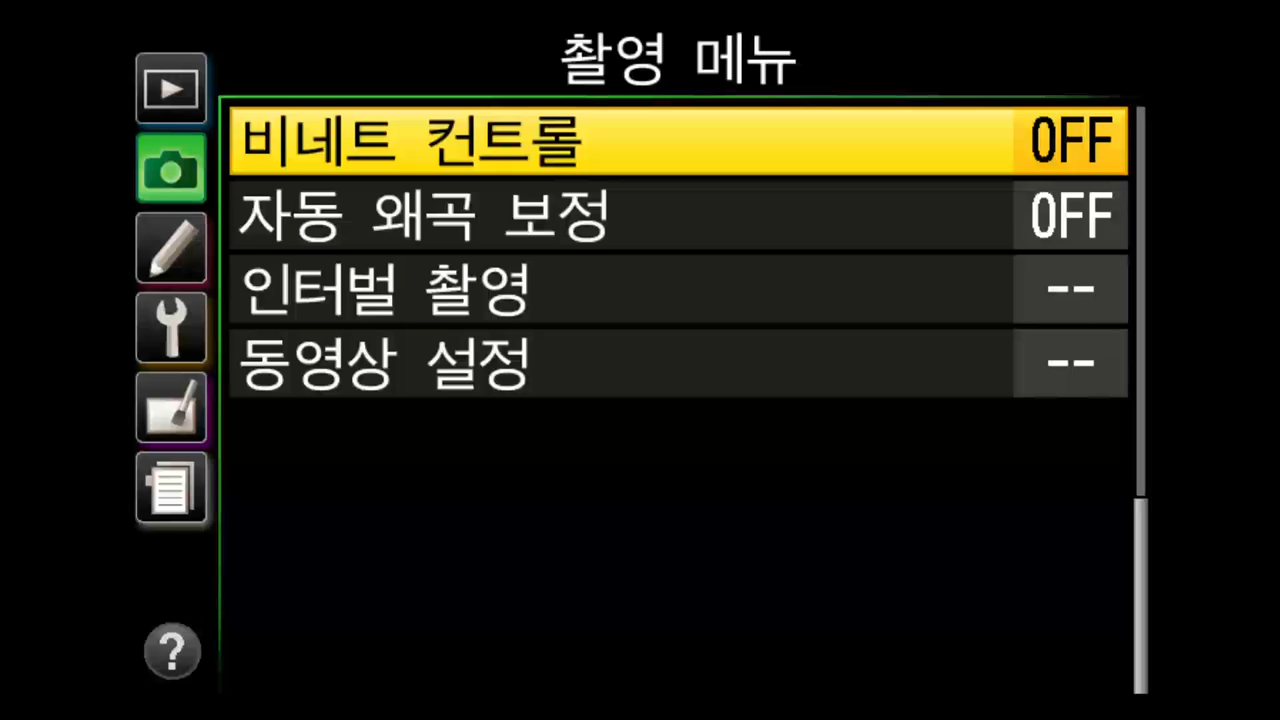 촬영 메뉴
비네트 컨트롤 OFF
자동 왜곡 보정 OFF
인터벌 촬영 --
동영상 설정 --
?